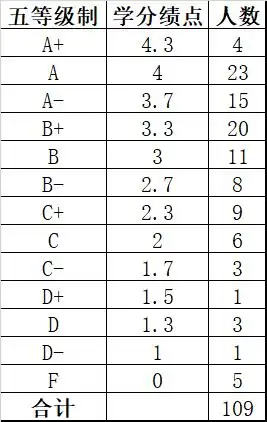 五等级制 学分绩点 人数
A+ 4.3 4
A 4 23
A- 3.7 15
B+ 3.3 20
B 3 11
B- 2.7 8
C+ 2.3 9
C 2 6
C- 1.7 3
D+ 1.5 1
D 1.3 3
D- 1 1
F 0 5
合计 109